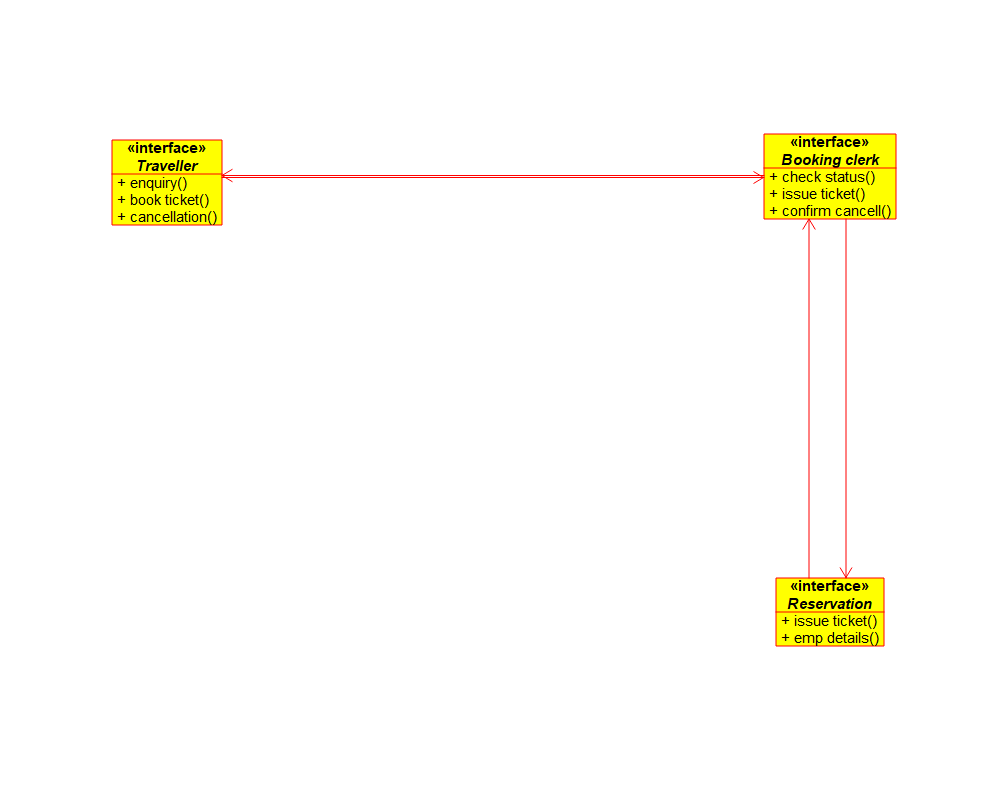 «interface»
Traveller
+ enquiry()
+ book ticket()
+ cancellation()
«interface»
Booking clerk
+ check status()
+ issue ticket()
+ confirm cancell()
«interface»
Reservation
+ issue ticket()
+ emp details()